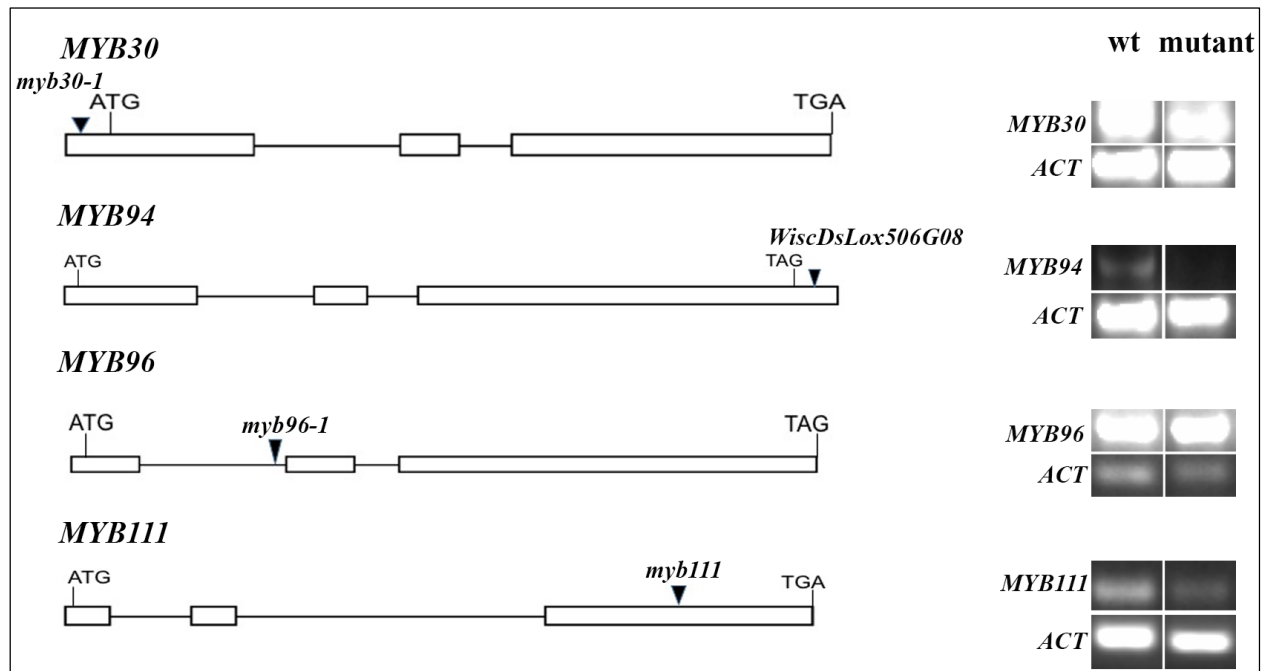 MYB30
myb30-1
ATG
TGA
MYB94
WiscDsLox506G08
ATG
TAG
MYB96
ATG
myb96-1
TAG
MYB111
ATG
myb111
TGA
wt mutant
MYB30
ACT
MYB94
ACT
MYB96
ACT
MYB111
ACT